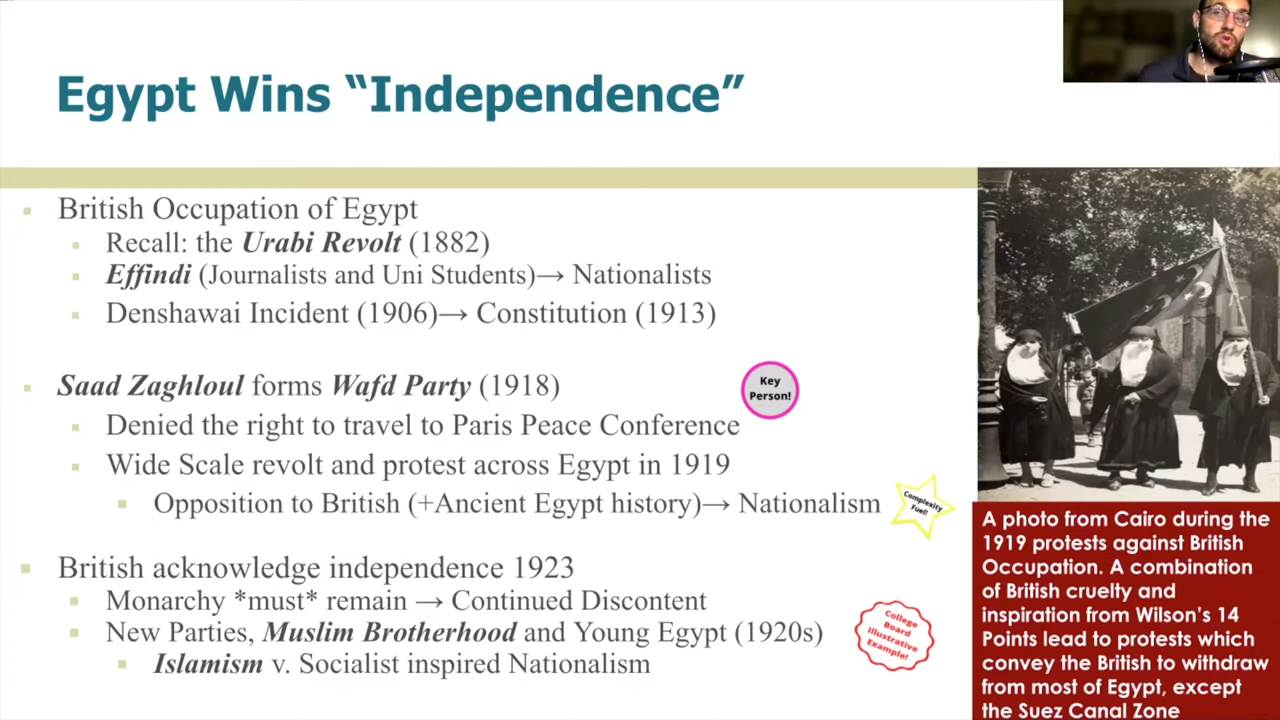 Egypt Wins “Independence”
British Occupation of Egypt
Recall: the Urabi Revolt (1882)
Effindi (Journalists and Uni Students)→ Nationalists
Denshawai Incident (1906)→ Constitution (1913)
Saad Zaghloul forms Wafd Party (1918)
Key
Person!
Denied the right to travel to Paris Peace Conference
Wide Scale revolt and protest across Egypt in 1919
Opposition to British (+Ancient Egypt history)→ Nationalism
Complexity
Fuel!
British acknowledge independence 1923
Monarchy *must* remain → Continued Discontent
New Parties, Muslim Brotherhood and Young Egypt (1920s)
Islamism v. Socialist inspired Nationalism
College
Board
Illustrative
Example!
A photo from Cairo during the
1919 protests against British
Occupation. A combination
of British cruelty and
inspiration from Wilson’s 14
Points lead to protests which
convey the British to withdraw
from most of Egypt, except
the Suez Canal Zone